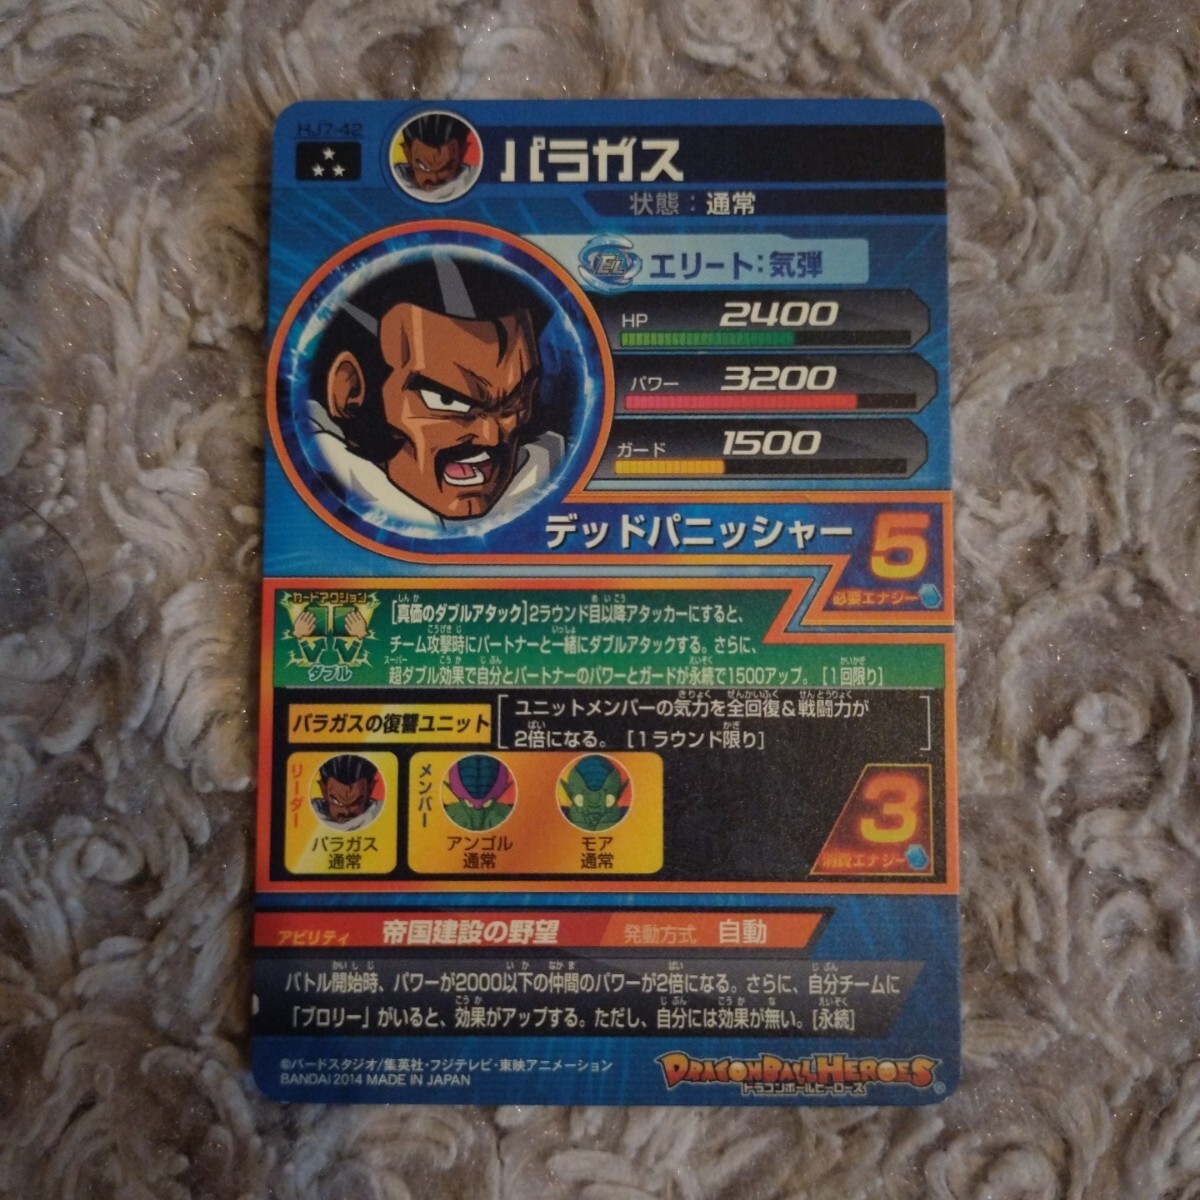 HJ7-42
パラガス
状態：通常
EL エリート：気弾
HP 2400
パワー 3200
ガード 1500
デッドパニッシャー 5
必要エナジー
カードアクション
ダブル
[真価のダブルアタック]2ラウンド目以降アタッカーにすると、
チーム攻撃時にパートナーと一緒にダブルアタックする。さらに、
超ダブル効果で自分とパートナーのパワーとガードが永続で1500アップ。[1回限り]
パラガスの復讐ユニット
ユニットメンバーの気力を全回復&戦闘力が
2倍になる。[1ラウンド限り]
リーダー
パラガス
通常
メンバー
アンゴル
通常
モア
通常
3
消費エナジー
アビリティ 帝国建設の野望 発動方式 自動
バトル開始時、パワーが2000以下の仲間のパワーが2倍になる。さらに、自分チームに
「ブロリー」がいると、効果がアップする。ただし、自分には効果が無い。[永続]
©バードスタジオ/集英社・フジテレビ・東映アニメーション
BANDAI 2014 MADE IN JAPAN
DRAGONBALL HEROES
ドラゴンボールヒーローズ